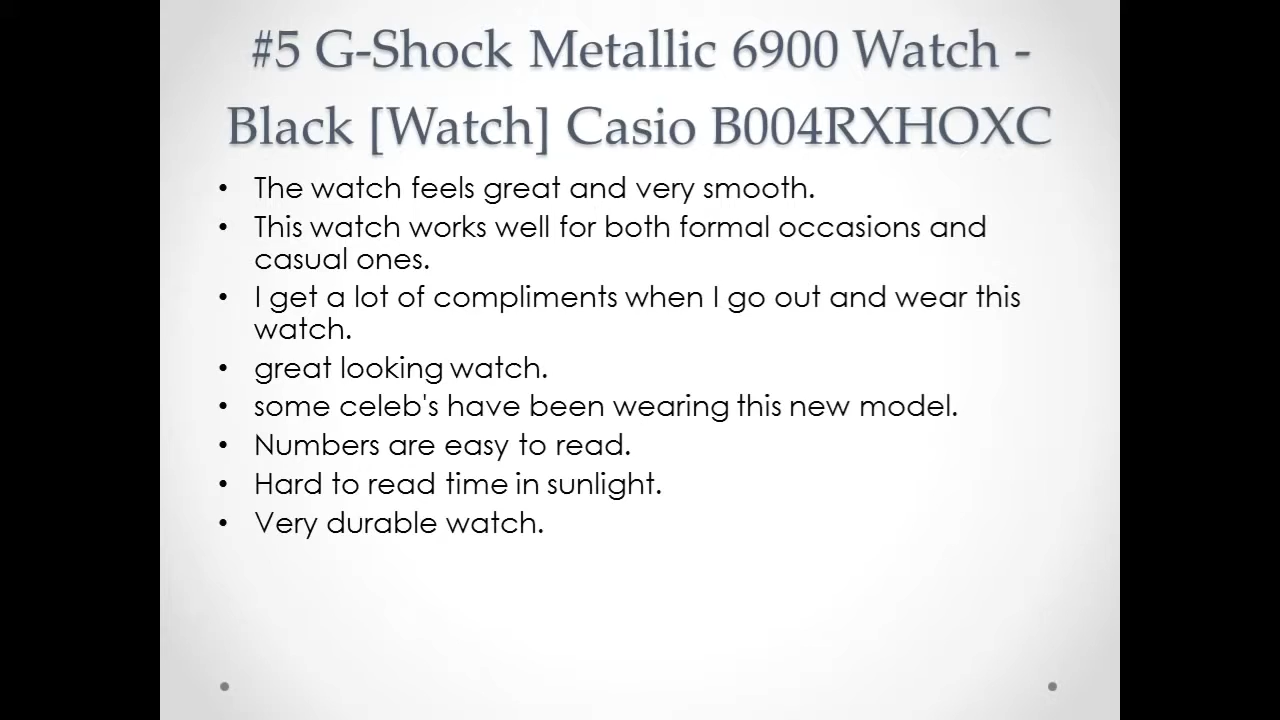 #5 G-Shock Metallic 6900 Watch -
Black [Watch] Casio B004RXHOXC
• The watch feels great and very smooth.
• This watch works well for both formal occasions and
casual ones.
• I get a lot of compliments when I go out and wear this
watch.
• great looking watch.
• some celeb's have been wearing this new model.
• Numbers are easy to read.
• Hard to read time in sunlight.
• Very durable watch.